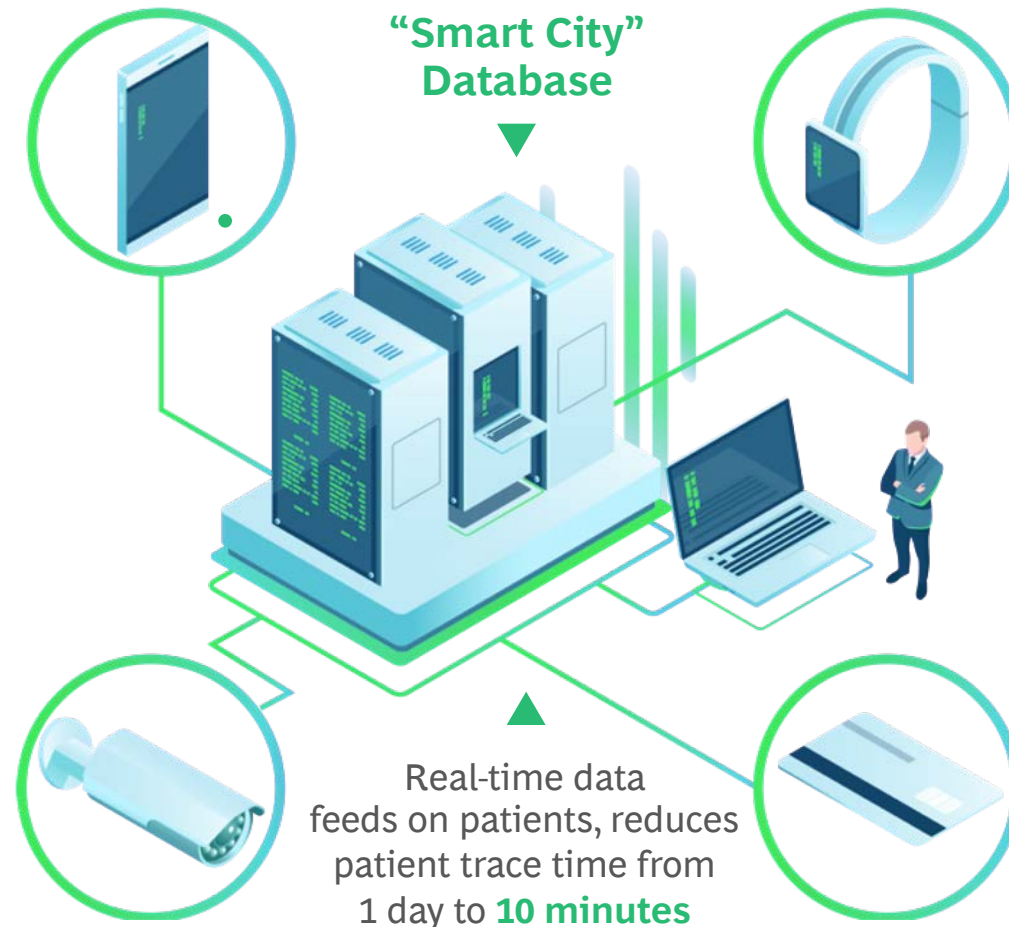 “Smart City”
Database
Real-time data
feeds on patients, reduces
patient trace time from
1 day to 10 minutes